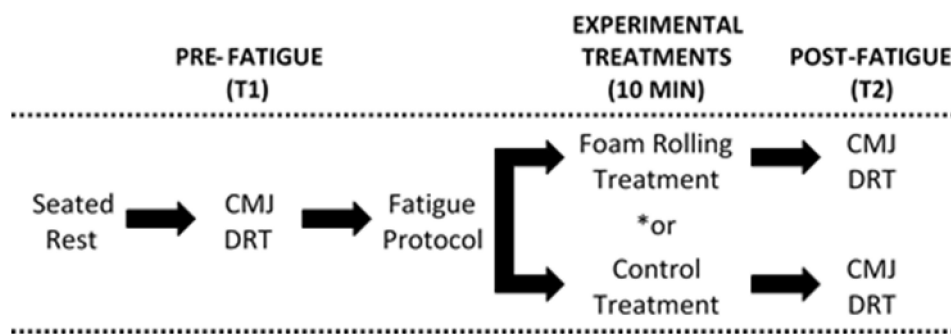 PRE-FATIGUE
(T1)
EXPERIMENTAL
TREATMENTS
(10 MIN)
POST-FATIGUE
(T2)
Seated
Rest
CMJ
DRT
Fatigue
Protocol
Foam Rolling
Treatment
*or
Control
Treatment
CMJ
DRT
CMJ
DRT